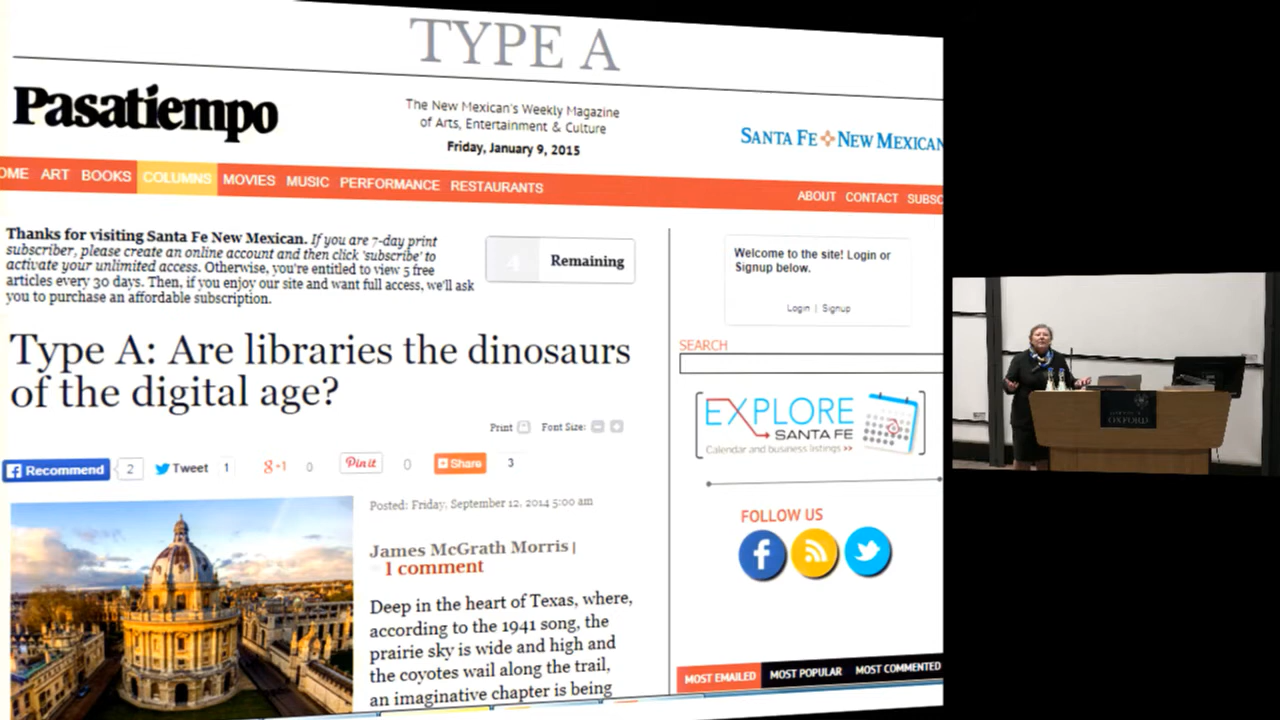 TYPE A
Pasatiempo
The New Mexican's Weekly Magazine
of Arts, Entertainment & Culture
Friday, January 9, 2015
SANTA FE NEW MEXICAN
OME ART BOOKS COLUMNS MOVIES MUSIC PERFORMANCE RESTAURANTS
ABOUT CONTACT SUBSC
Thanks for visiting Santa Fe New Mexican. If you are 7-day print
subscriber, please create an online account and then click 'subscribe' to
activate your unlimited access. Otherwise, you're entitled to view 5 free
articles every 30 days. Then, if you enjoy our site and want full access, we'll ask
you to purchase an affordable subscription.
4 Remaining
Welcome to the site! Login or
Signup below.
Login | Signup
Type A: Are libraries the dinosaurs
of the digital age?
Print Font Size:
Recommend 2 Tweet 1 g+1 0 Pin it 0 Share 3
SEARCH
EXPLORE
SANTA FE
Calendar and business listings >>
Posted: Friday, September 12, 2014 5:00 am
James McGrath Morris |
1 comment
Deep in the heart of Texas, where,
according to the 1941 song, the
prairie sky is wide and high and
the coyotes wail along the trail,
an imaginative chapter is being
FOLLOW US
MOST EMAILED MOST POPULAR MOST COMMENTED
OXFORD